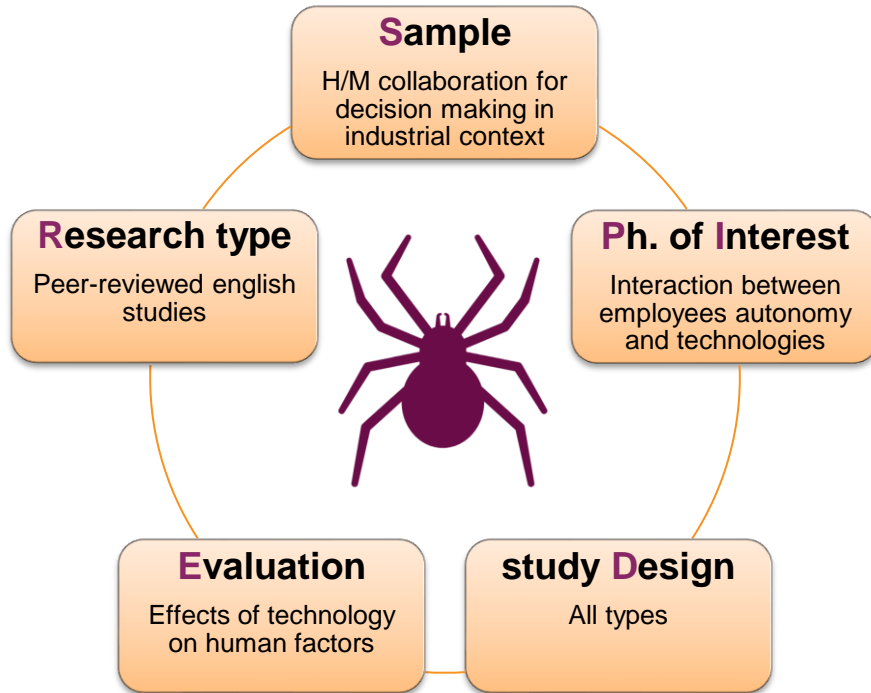 Sample
H/M collaboration for
decision making in
industrial context
Ph. of Interest
Interaction between
employees autonomy
and technologies
study Design
All types
Evaluation
Effects of technology
on human factors
Research type
Peer-reviewed english
studies